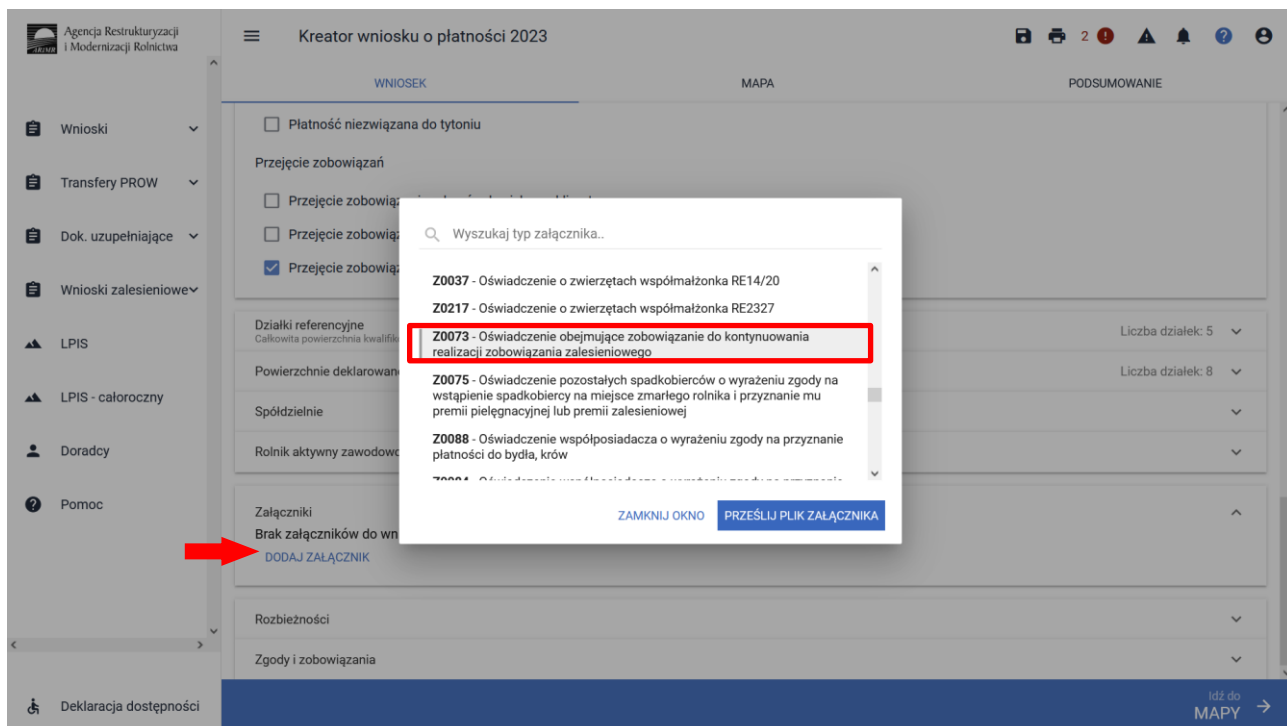 Agencja Restrukturyzacji
i Modernizacji Rolnictwa
ARiMR
Kreator wniosku o płatności 2023
2
WNIOSEK
MAPA
PODSUMOWANIE
Wnioski
Transfery PROW
Dok. uzupełniające
Wnioski zalesieniowe
LPIS
LPIS - całoroczny
Doradcy
Pomoc
Deklaracja dostępności
Płatność niezwiązana do tytoniu
Przejęcie zobowiązań
Przejęcie
Przejęcie
Przejęcie
Działki referencyjne
Całkowita powierzchnia
Liczba działek: 5
Powierzchnie
Liczba działek: 8
Spółdzielnie
Rolnik aktywny
Załączniki
Brak załączników do
DODAJ ZAŁĄCZNIK
Rozbieżności
Zgody i zobowiązania
Idź do
MAPY
Wyszukaj typ załącznika..
Z0037 - Oświadczenie o zwierzętach współmałżonka RE14/20
Z0217 - Oświadczenie o zwierzętach współmałżonka RE2327
Z0073 - Oświadczenie obejmujące zobowiązanie do kontynuowania
realizacji zobowiązania zalesieniowego
Z0075 - Oświadczenie pozostałych spadkobierców o wyrażeniu zgody na
wstąpienie spadkobiercy na miejsce zmarłego rolnika i przyznanie mu
premii pielęgnacyjnej lub premii zalesieniowej
Z0088 - Oświadczenie współposiadacza o wyrażeniu zgody na przyznanie
płatności do bydła, krów
ZAMKNIJ OKNO
PRZEŚLIJ PLIK ZAŁĄCZNIKA